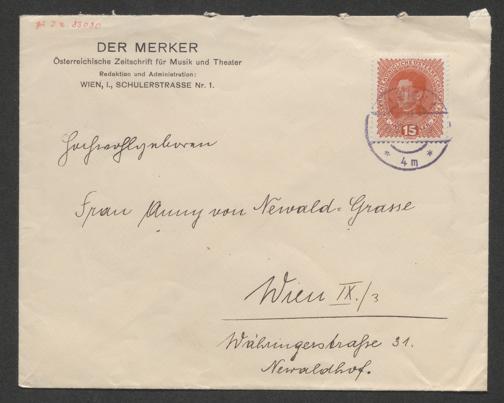 DER MERKER
Österreichische Zeitschrift für Musik und Theater
Redaktion und Administration:
WIEN, I., SCHULERSTRASSE Nr. 1.
15
* 4m *
Hochwohlgeboren
Frau Anny von Newald-Grasse
Wien IX./3
Währingerstraße 31.
Newaldhof.